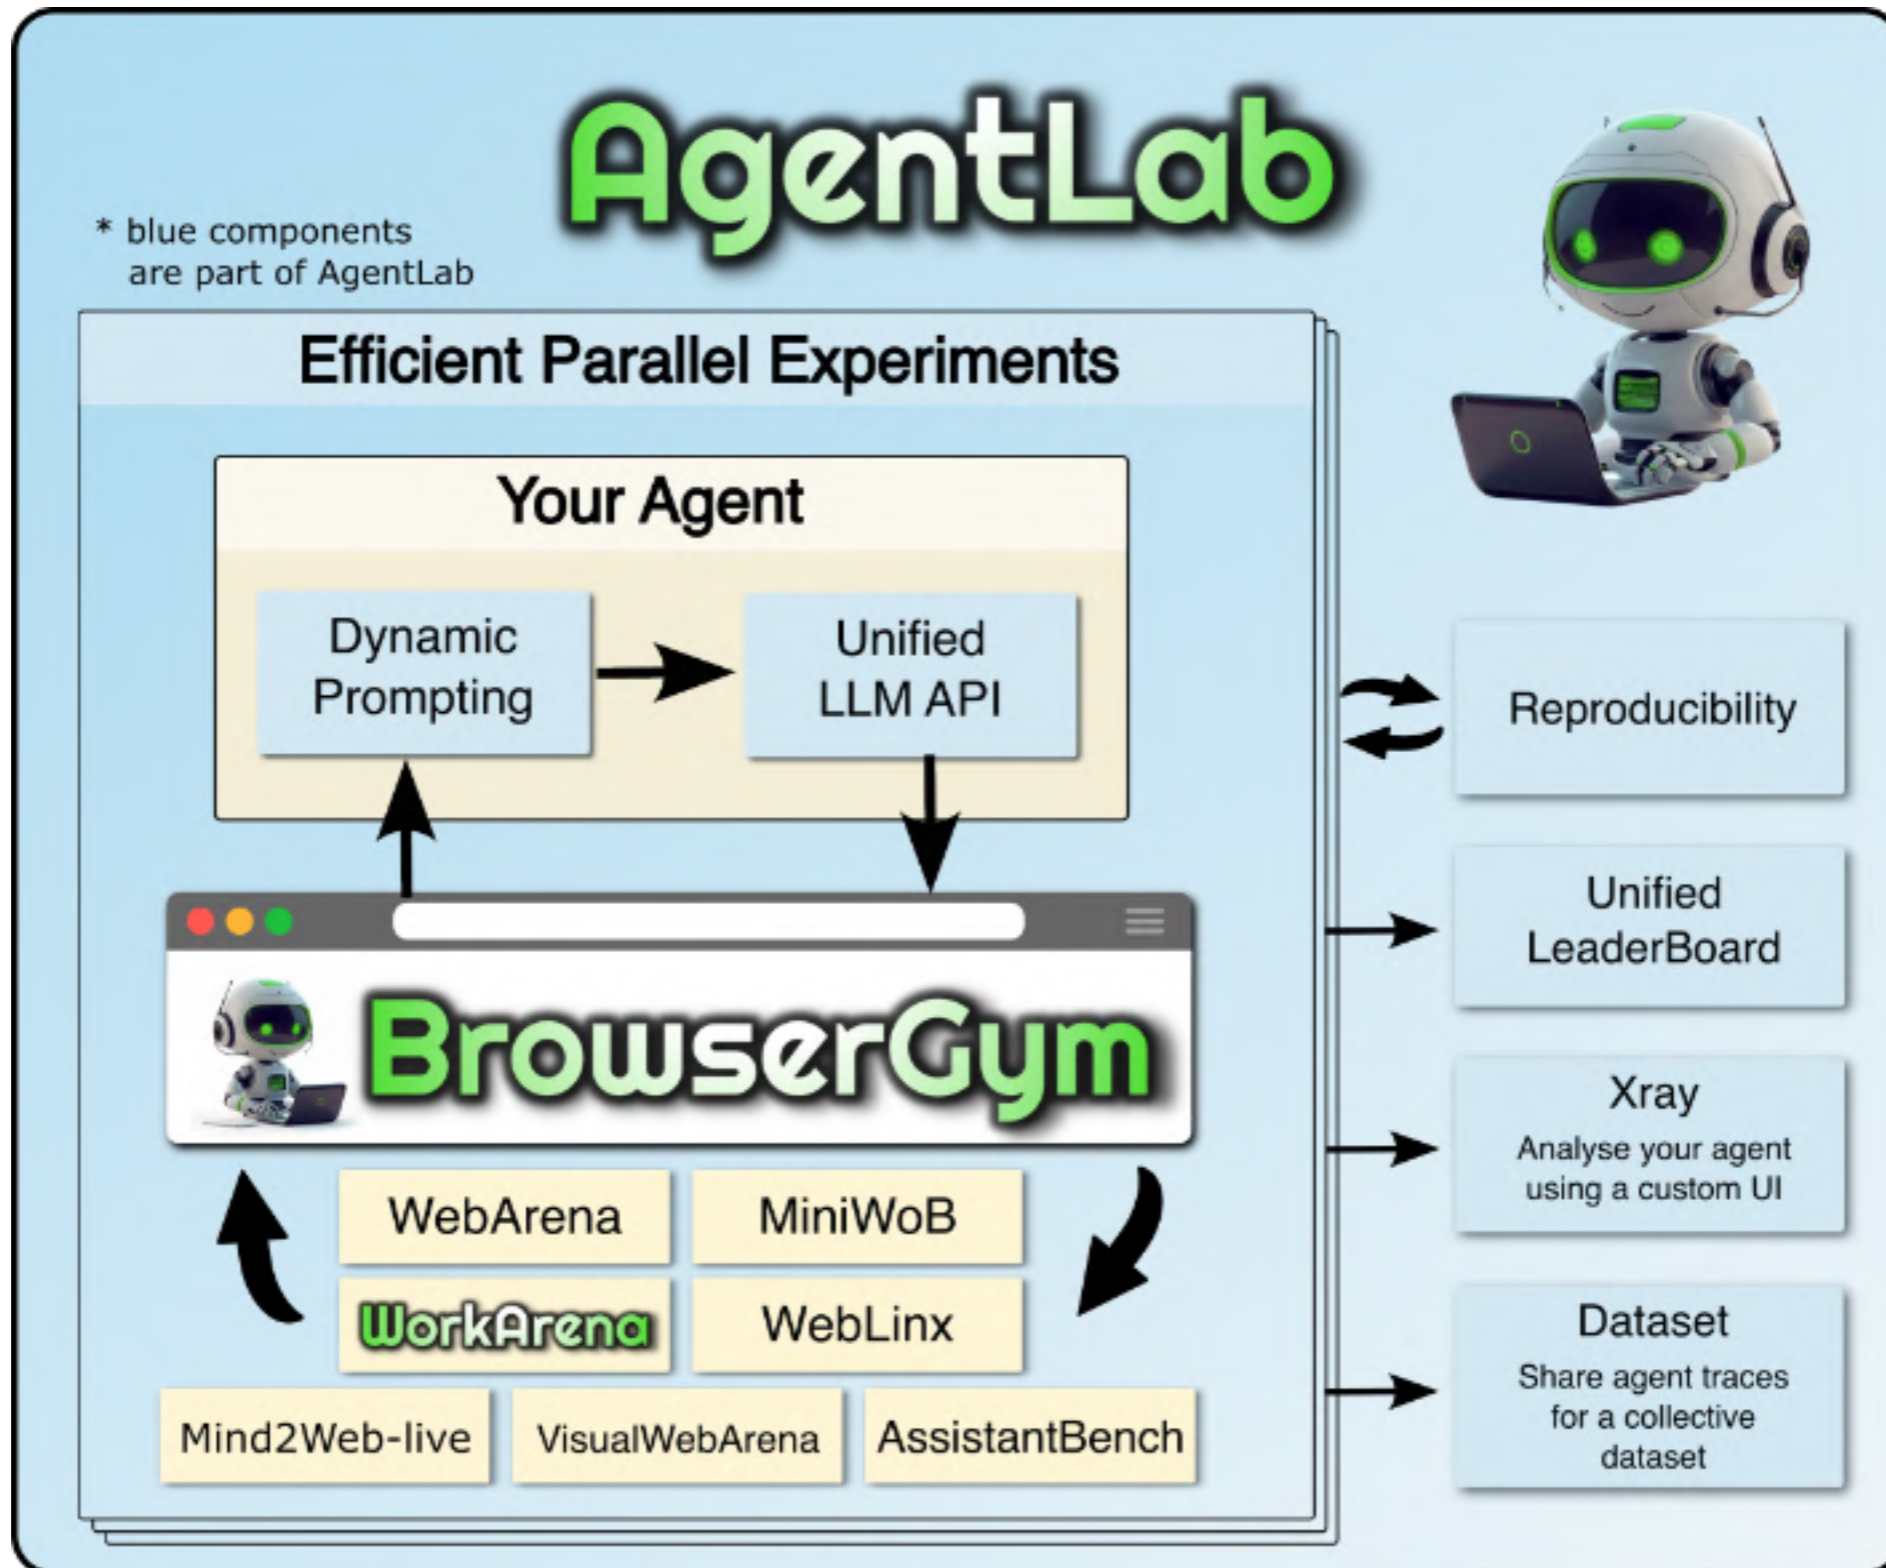 AgentLab
* blue components
are part of AgentLab
Efficient Parallel Experiments
Your Agent
Dynamic
Prompting
Unified
LLM API
BrowserGym
WebArena
MiniWoB
WorkArena
WebLinx
Mind2Web-live
VisualWebArena
AssistantBench
Reproducibility
Unified
LeaderBoard
Xray
Analyse your agent
using a custom UI
Dataset
Share agent traces
for a collective
dataset